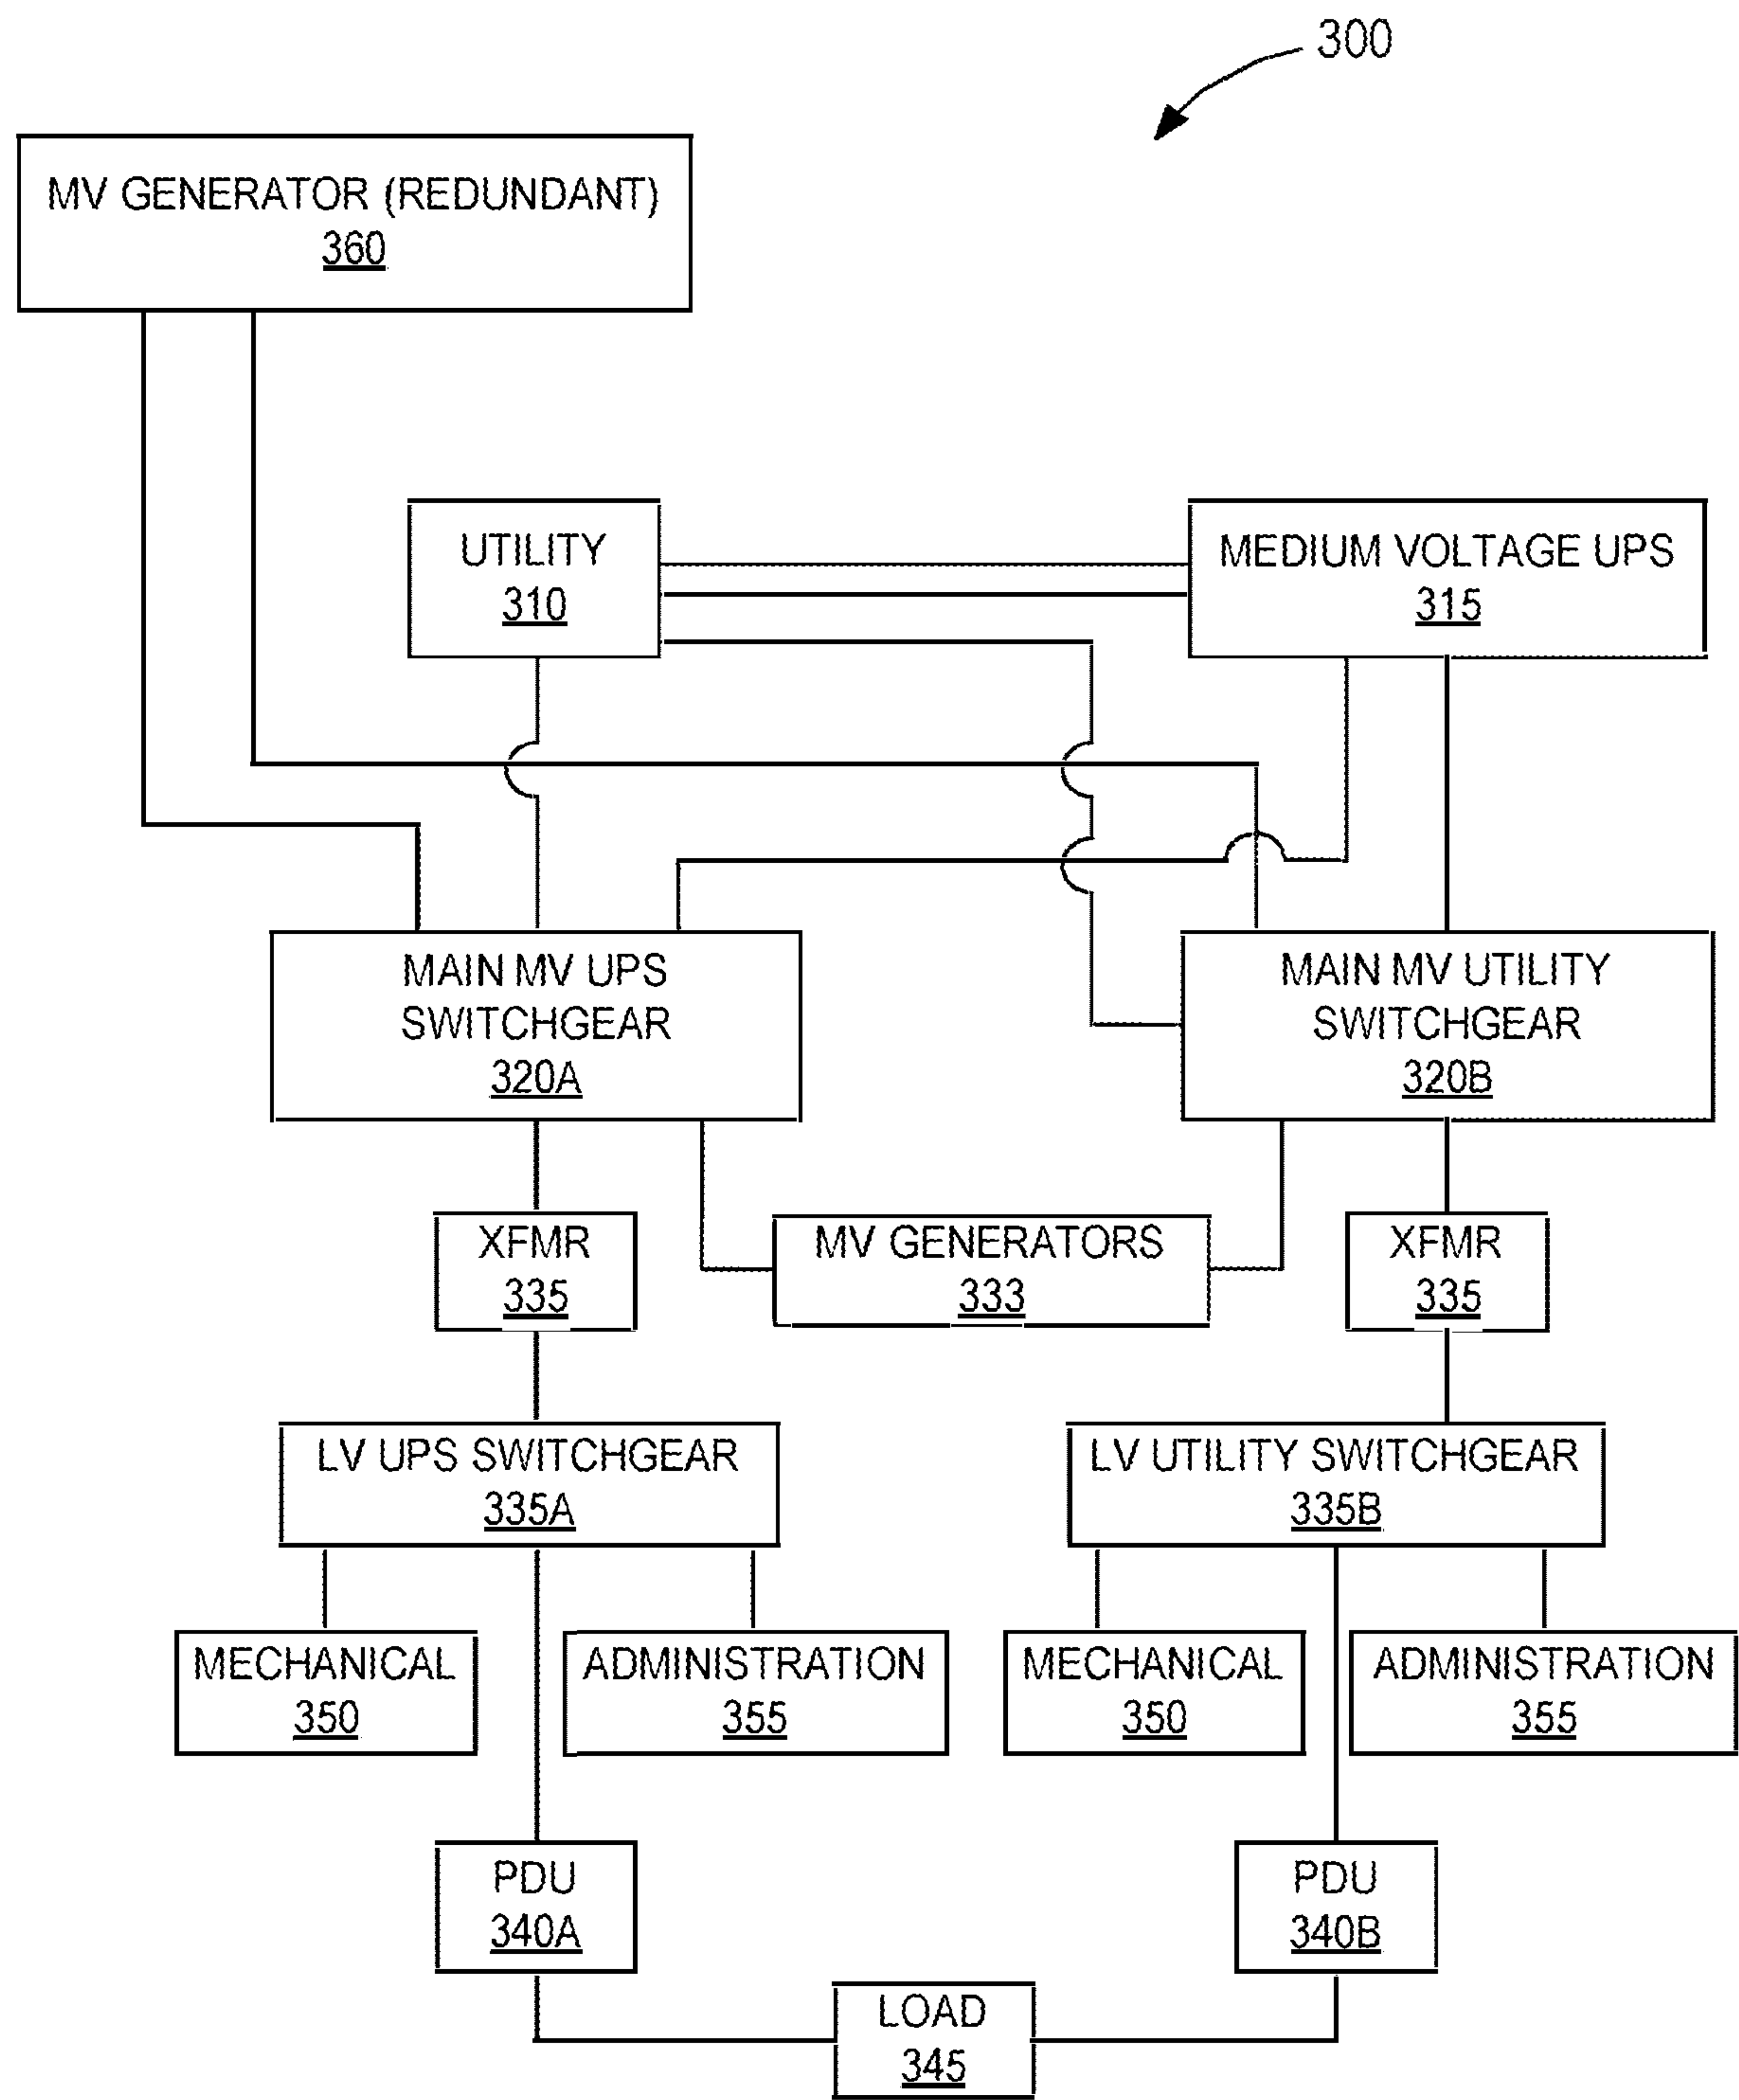 300
MV GENERATOR (REDUNDANT)
360
UTILITY
310
MEDIUM VOLTAGE UPS
315
MAIN MV UPS
SWITCHGEAR
320A
MAIN MV UTILITY
SWITCHGEAR
320B
XFMR
335
MV GENERATORS
333
XFMR
335
LV UPS SWITCHGEAR
335A
LV UTILITY SWITCHGEAR
335B
MECHANICAL
350
ADMINISTRATION
355
MECHANICAL
350
ADMINISTRATION
355
PDU
340A
PDU
340B
LOAD
345